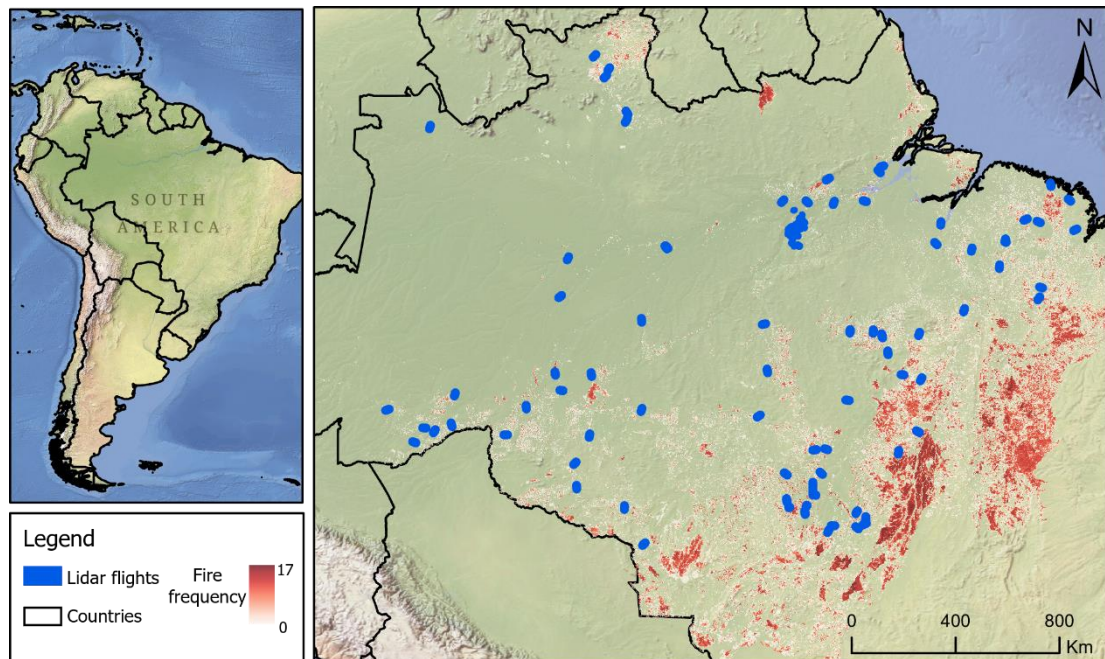 SOUTH
AMERICA
N
Legend
Lidar flights
Countries
Fire
frequency
17
0
0 400 800
Km